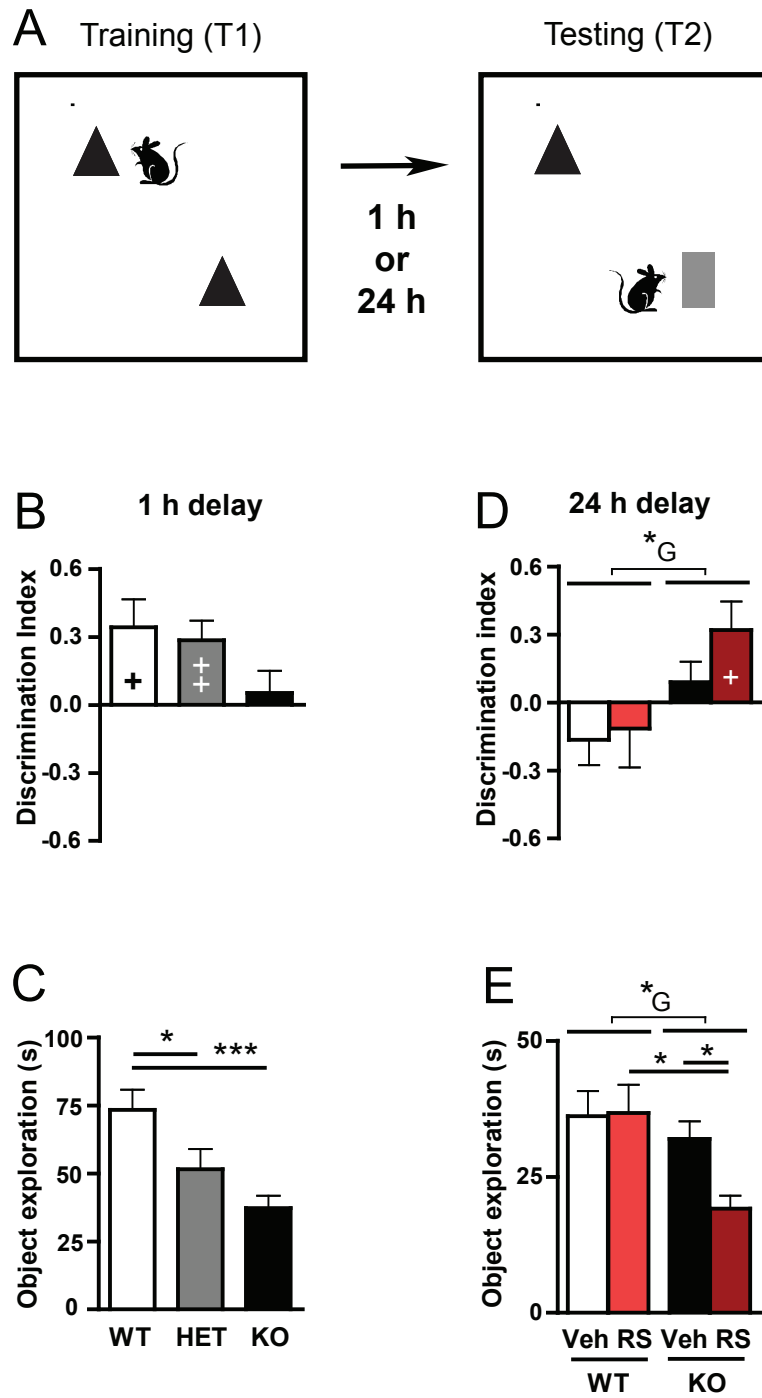 A
Training (T1)
Testing (T2)
1 h
or
24 h
B
1 h delay
Discrimination Index
0.6
0.3
0.0
-0.3
-0.6
+
+
+
D
24 h delay
*G
Discrimination index
0.6
0.3
0.0
-0.3
-0.6
+
C
Object exploration (s)
100
75
50
25
0
*
***
WT HET KO
E
*G
Object exploration (s)
50
25
0
* *
Veh RS Veh RS
WT KO